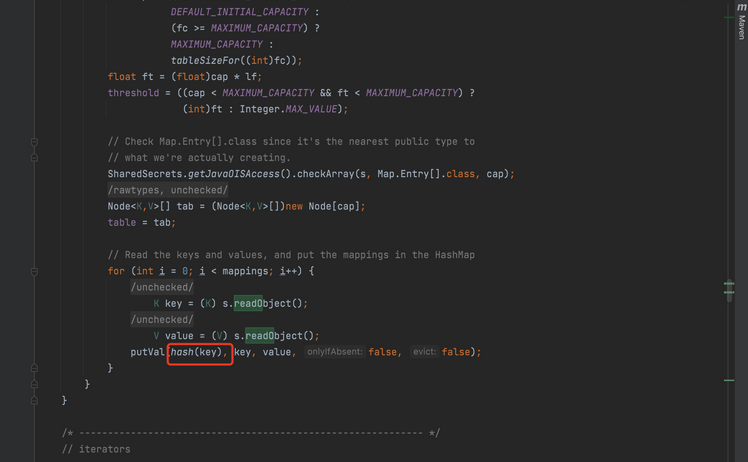 DEFAULT_INITIAL_CAPACITY :
(fc >= MAXIMUM_CAPACITY) ?
MAXIMUM_CAPACITY :
tableSizeFor((int)fc));
float ft = (float)cap * lf;
threshold = ((cap < MAXIMUM_CAPACITY && ft < MAXIMUM_CAPACITY) ?
(int)ft : Integer.MAX_VALUE);
// Check Map.Entry[].class since it's the nearest public type to
// what we're actually creating.
SharedSecrets.getJavaOISAccess().checkArray(s, Map.Entry[].class, cap);
/rawtypes, unchecked/
Node<K,V>[] tab = (Node<K,V>[])new Node[cap];
table = tab;
// Read the keys and values, and put the mappings in the HashMap
for (int i = 0; i < mappings; i++) {
/unchecked/
K key = (K) s.readObject();
/unchecked/
V value = (V) s.readObject();
putVal(hash(key), key, value, onlyIfAbsent: false, evict: false);
}
}
}
/* ------------------------------------------------------------ */
// iterators
m
Maven